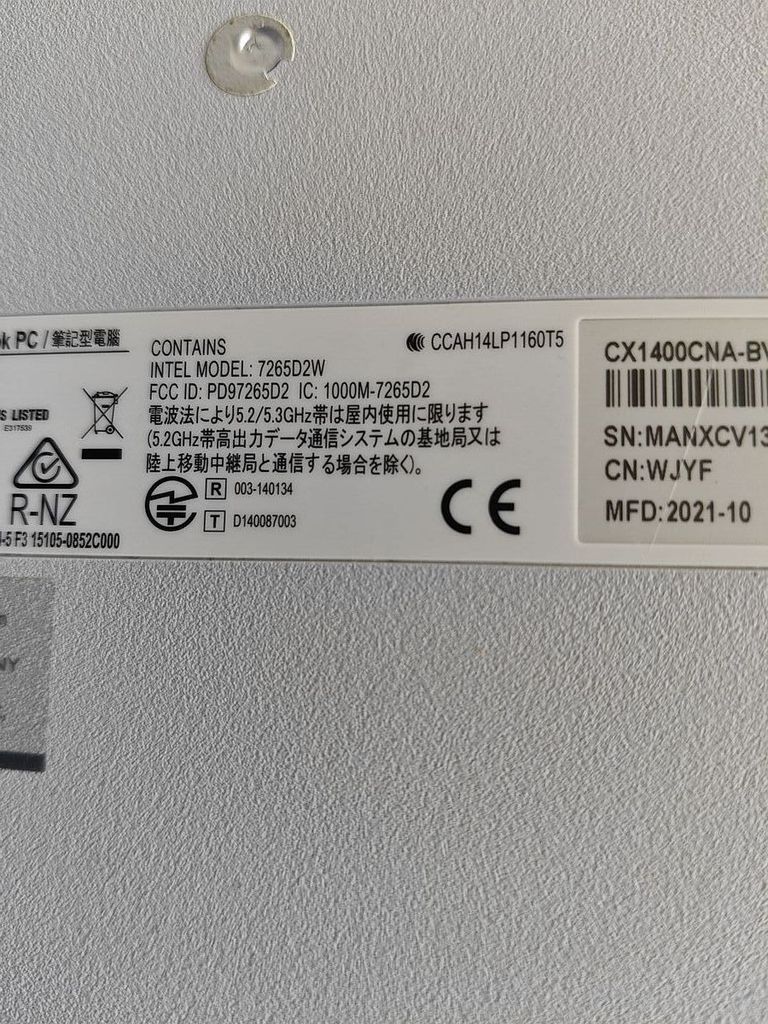 k PC / 筆記型電腦
S LISTED
E317539
R-NZ
-5 F3 15105-0852C000
CONTAINS
INTEL MODEL: 7265D2W
FCC ID: PD97265D2 IC: 1000M-7265D2
電波法により5.2/5.3GHz帯は屋内使用に限ります
(5.2GHz帯高出力データ通信システムの基地局又は
陸上移動中継局と通信する場合を除く)。
R 003-140134
T D140087003
CCAH14LP1160T5
CE
CX1400CNA-BV
SN:MANXCV13
CN:WJYF
MFD:2021-10
NY